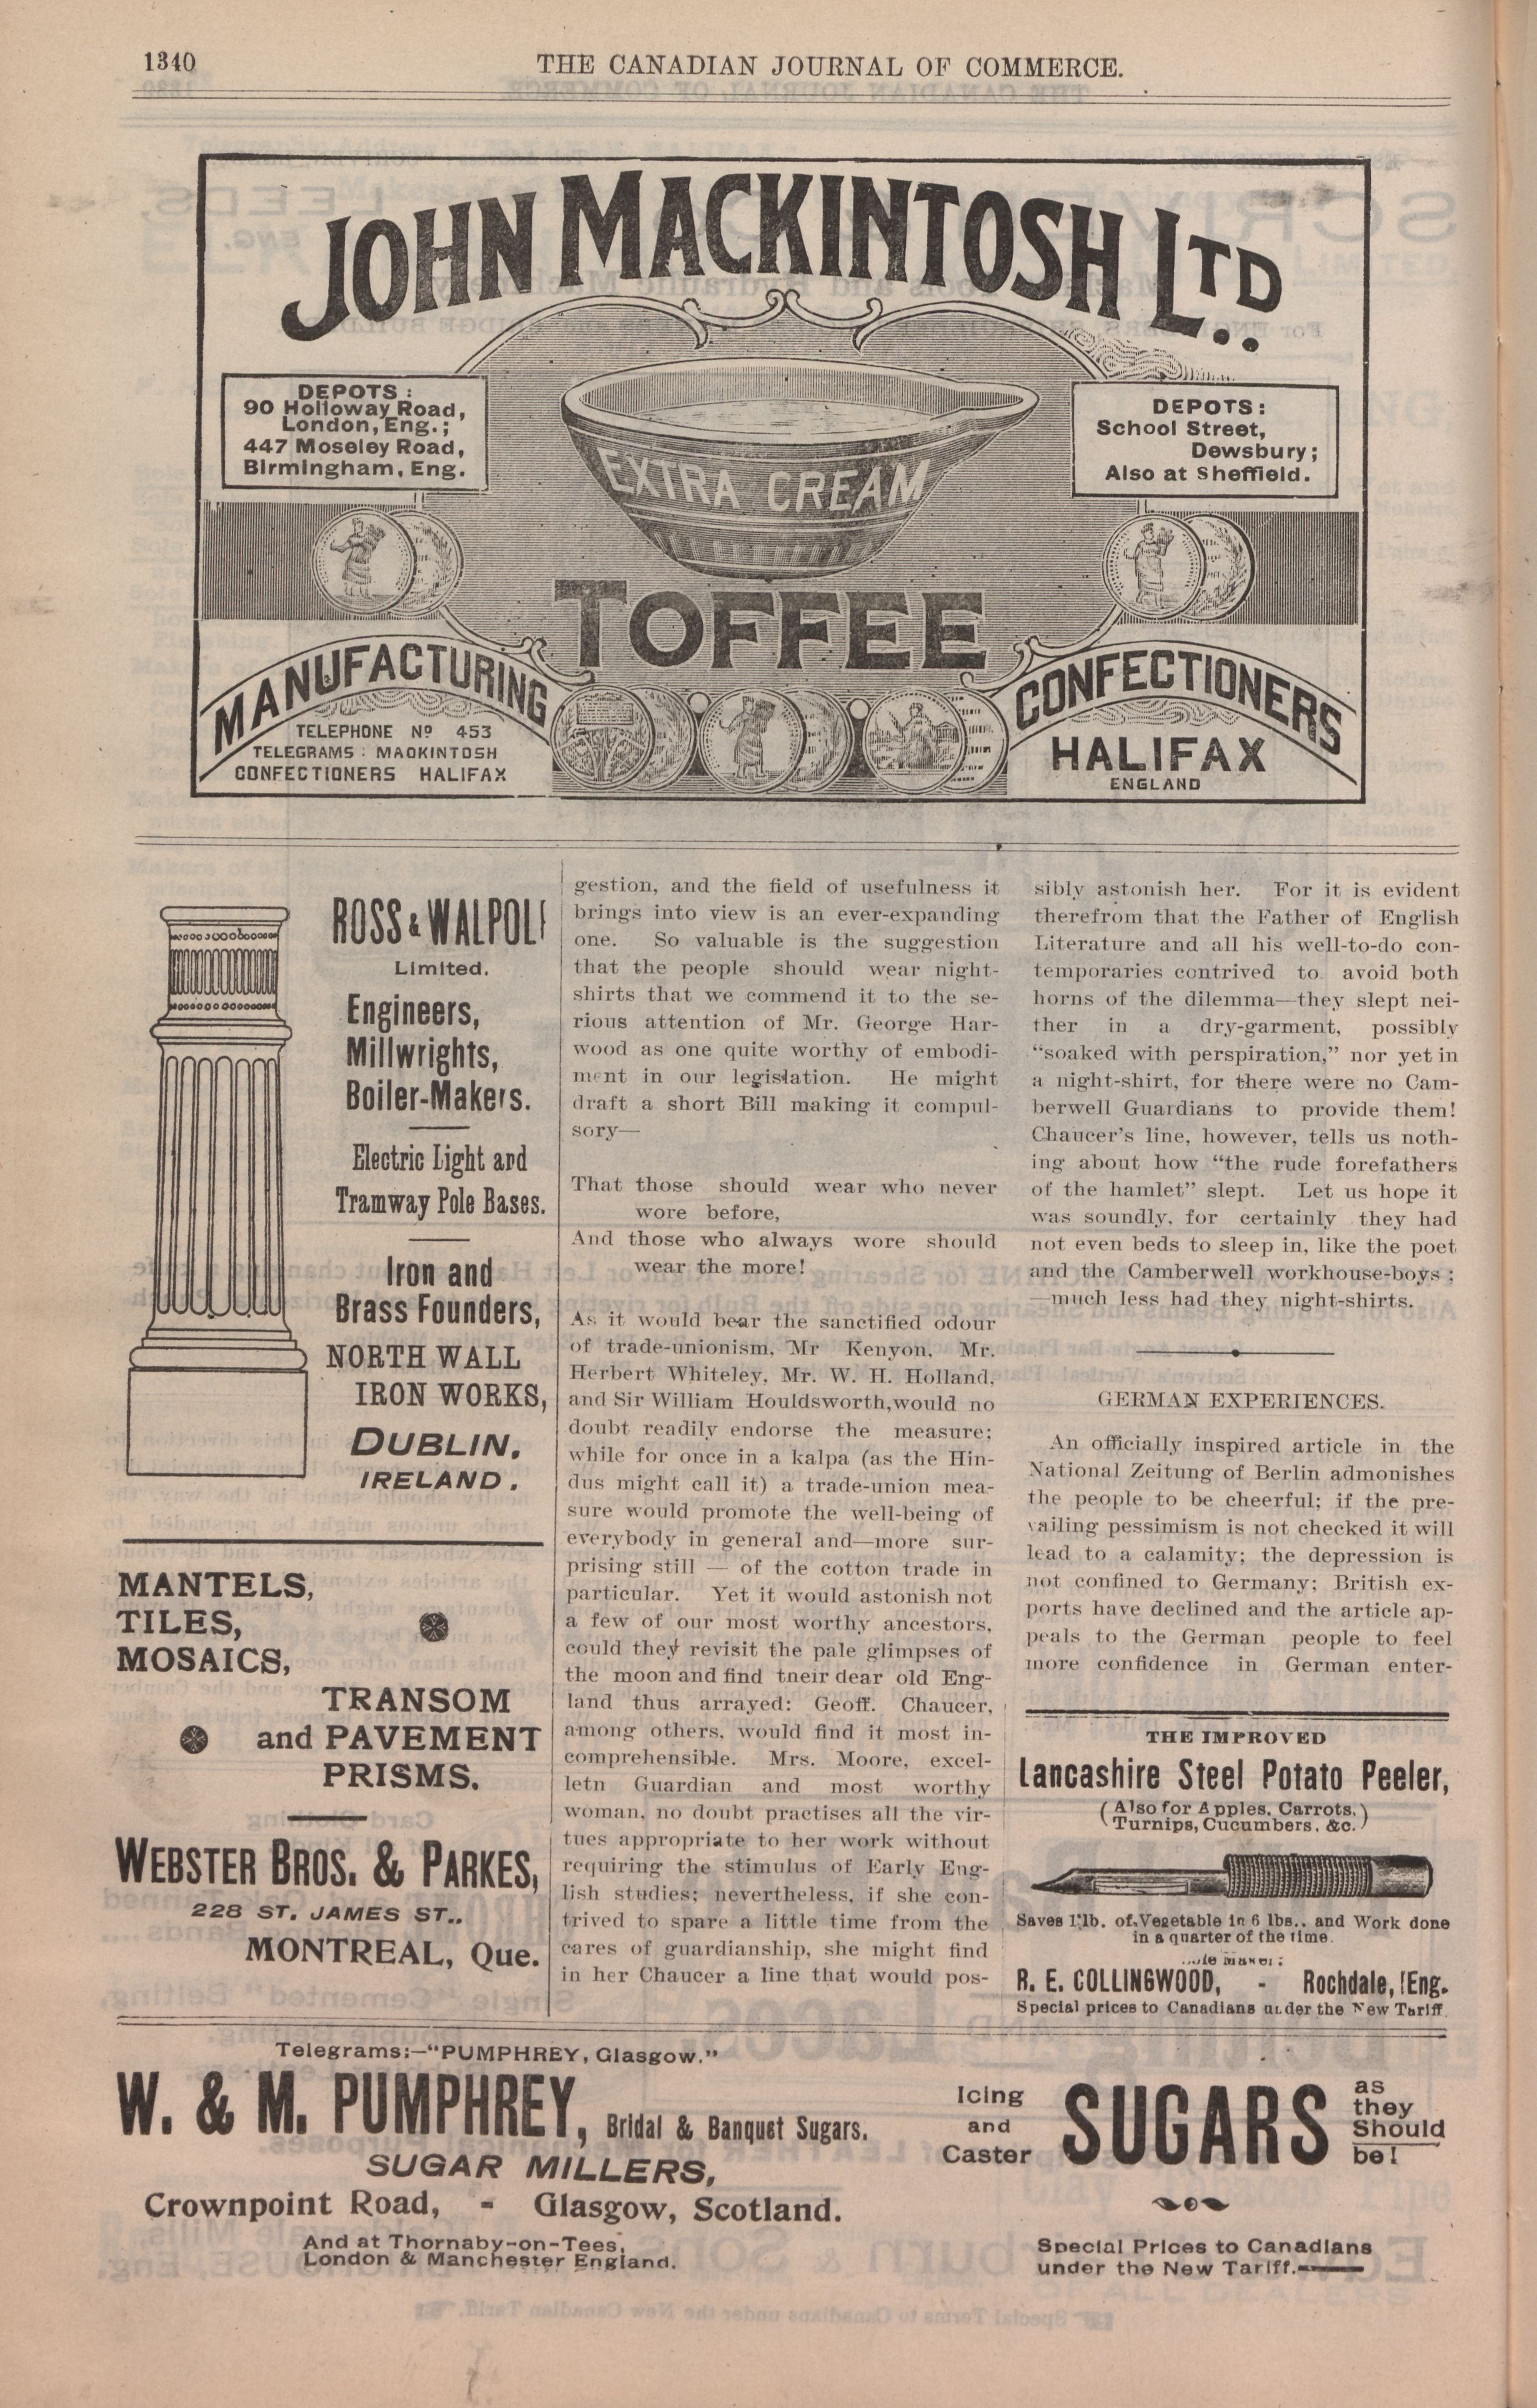 1340
THE CANADIAN JOURNAL OF COMMERCE.
JOHN MACKINTOSH LTD..
DEPOTS:
90 Holloway Road,
London, Eng.;
447 Moseley Road,
Birmingham, Eng.
DEPOTS:
School Street,
Dewsbury;
Also at Sheffield.
EXTRA CREAM
TOFFEE
MANUFACTURING
TELEPHONE No 453
TELEGRAMS: MACKINTOSH
CONFECTIONERS HALIFAX
CONFECTIONERS
HALIFAX
ENGLAND
ROSS & WALPOLE
Limited.
Engineers,
Millwrights,
Boiler-Makers.
Electric Light and
Tramway Pole Bases.
Iron and
Brass Founders,
NORTH WALL
IRON WORKS,
DUBLIN,
IRELAND.
MANTELS,
TILES,
MOSAICS,
TRANSOM
and PAVEMENT
PRISMS.
WEBSTER BROS. & PARKES,
228 ST. JAMES ST.,
MONTREAL, Que.
gestion, and the field of usefulness it
brings into view is an ever-expanding
one. So valuable is the suggestion
that the people should wear night-
shirts that we commend it to the se-
rious attention of Mr. George Har-
wood as one quite worthy of embodi-
ment in our legislation. He might
draft a short Bill making it compul-
sory—
That those should wear who never
wore before,
And those who always wore should
wear the more!
As it would bear the sanctified odour
of trade-unionism, Mr Kenyon, Mr.
Herbert Whiteley, Mr. W. H. Holland,
and Sir William Houldsworth,would no
doubt readily endorse the measure;
while for once in a kalpa (as the Hin-
dus might call it) a trade-union mea-
sure would promote the well-being of
everybody in general and—more sur-
prising still — of the cotton trade in
particular. Yet it would astonish not
a few of our most worthy ancestors,
could they revisit the pale glimpses of
the moon and find tneir dear old Eng-
land thus arrayed: Geoff. Chaucer,
among others, would find it most in-
comprehensible. Mrs. Moore, excel-
letn Guardian and most worthy
woman, no doubt practises all the vir-
tues appropriate to her work without
requiring the stimulus of Early Eng-
lish studies; nevertheless, if she con-
trived to spare a little time from the
cares of guardianship, she might find
in her Chaucer a line that would pos-
sibly astonish her. For it is evident
therefrom that the Father of English
Literature and all his well-to-do con-
temporaries contrived to avoid both
horns of the dilemma—they slept nei-
ther in a dry-garment, possibly
"soaked with perspiration," nor yet in
a night-shirt, for there were no Cam-
berwell Guardians to provide them!
Chaucer's line, however, tells us noth-
ing about how "the rude forefathers
of the hamlet" slept. Let us hope it
was soundly, for certainly they had
not even beds to sleep in, like the poet
and the Camberwell workhouse-boys;
—much less had they night-shirts.
GERMAN EXPERIENCES.
An officially inspired article in the
National Zeitung of Berlin admonishes
the people to be cheerful; if the pre-
vailing pessimism is not checked it will
lead to a calamity; the depression is
not confined to Germany; British ex-
ports have declined and the article ap-
peals to the German people to feel
more confidence in German enter-
THE IMPROVED
Lancashire Steel Potato Peeler,
(Also for Apples, Carrots,
Turnips, Cucumbers, &c.)
Saves 1 lb. of Vegetable in 6 lbs., and Work done
in a quarter of the time.
Maker:
R. E. COLLINGWOOD, - Rochdale, Eng.
Special prices to Canadians under the New Tariff.
Telegrams:—"PUMPHREY, Glasgow."
W. & M. PUMPHREY, Bridal & Banquet Sugars.
SUGAR MILLERS,
Crownpoint Road, - Glasgow, Scotland.
And at Thornaby-on-Tees,
London & Manchester England.
Icing
and
Caster
SUGARS
as
they
Should
be!
Special Prices to Canadians
under the New Tariff.